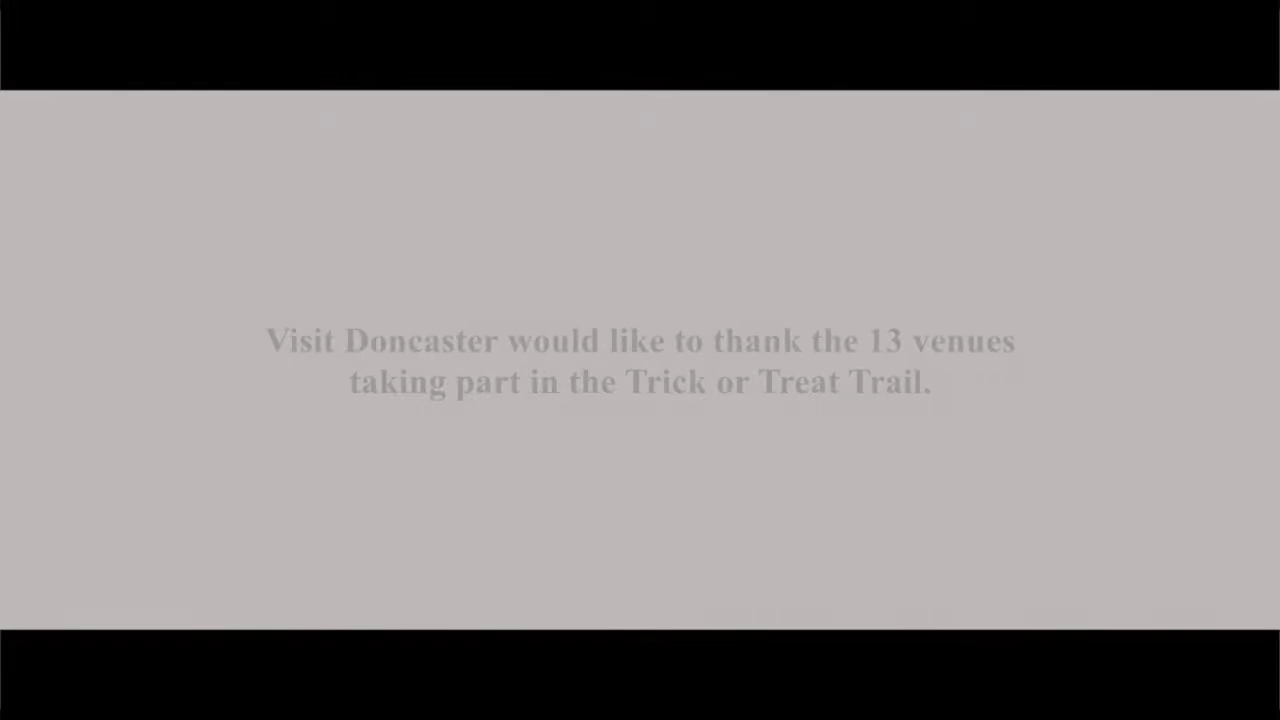 Visit Doncaster would like to thank the 13 venues
taking part in the Trick or Treat Trail.